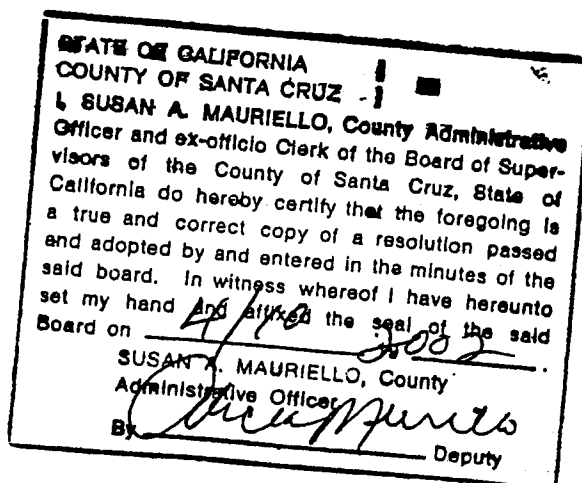 STATE OF CALIFORNIA
COUNTY OF SANTA CRUZ
I, SUSAN A. MAURIELLO, County Administrative
Officer and ex-officio Clerk of the Board of Super-
visors of the County of Santa Cruz, State of
California do hereby certify that the foregoing is
a true and correct copy of a resolution passed
and adopted by and entered in the minutes of the
said board. In witness whereof I have hereunto
set my hand and affixed the seal of the said
Board on 2002
SUSAN A. MAURIELLO, County
Administrative Officer
By Deputy